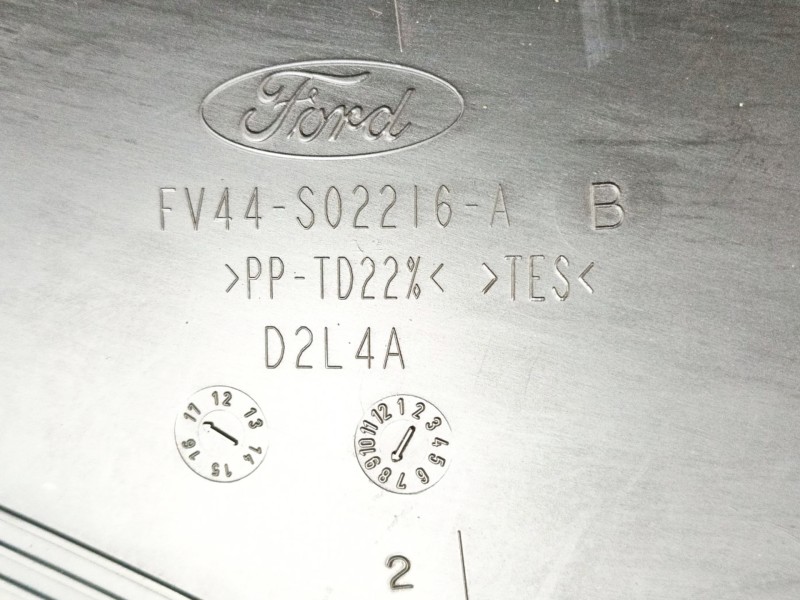 Ford
FV44-S02216-A B
>PP-TD22%< >TES<
D2L4A
12 13 14 15 16 17
1 2 3 4 5 6 7 8 9 10 11 12
2